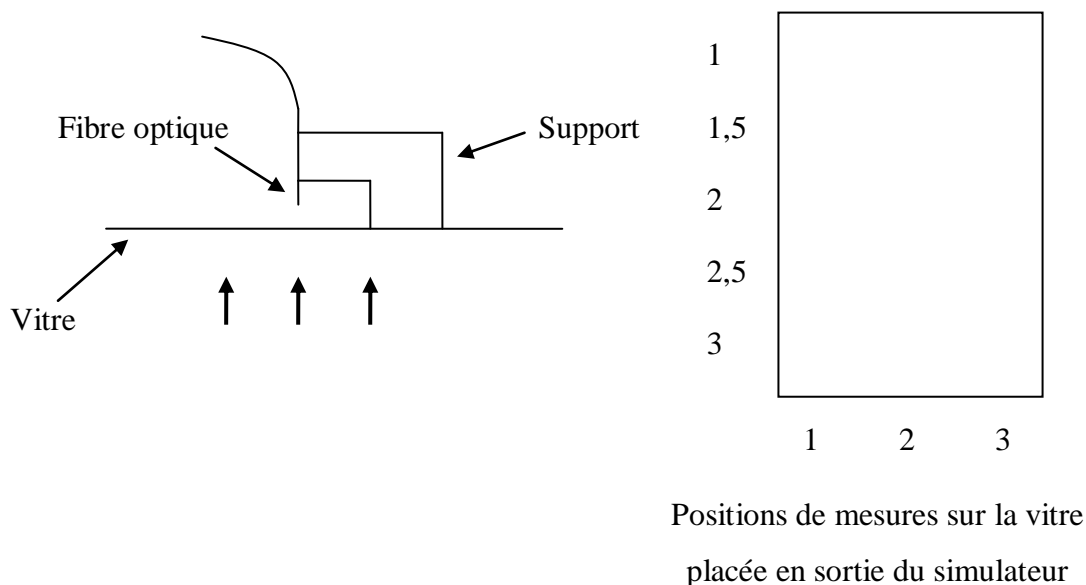 Fibre optique
Support
Vitre
1
1,5
2
2,5
3
1 2 3
Positions de mesures sur la vitre
placée en sortie du simulateur